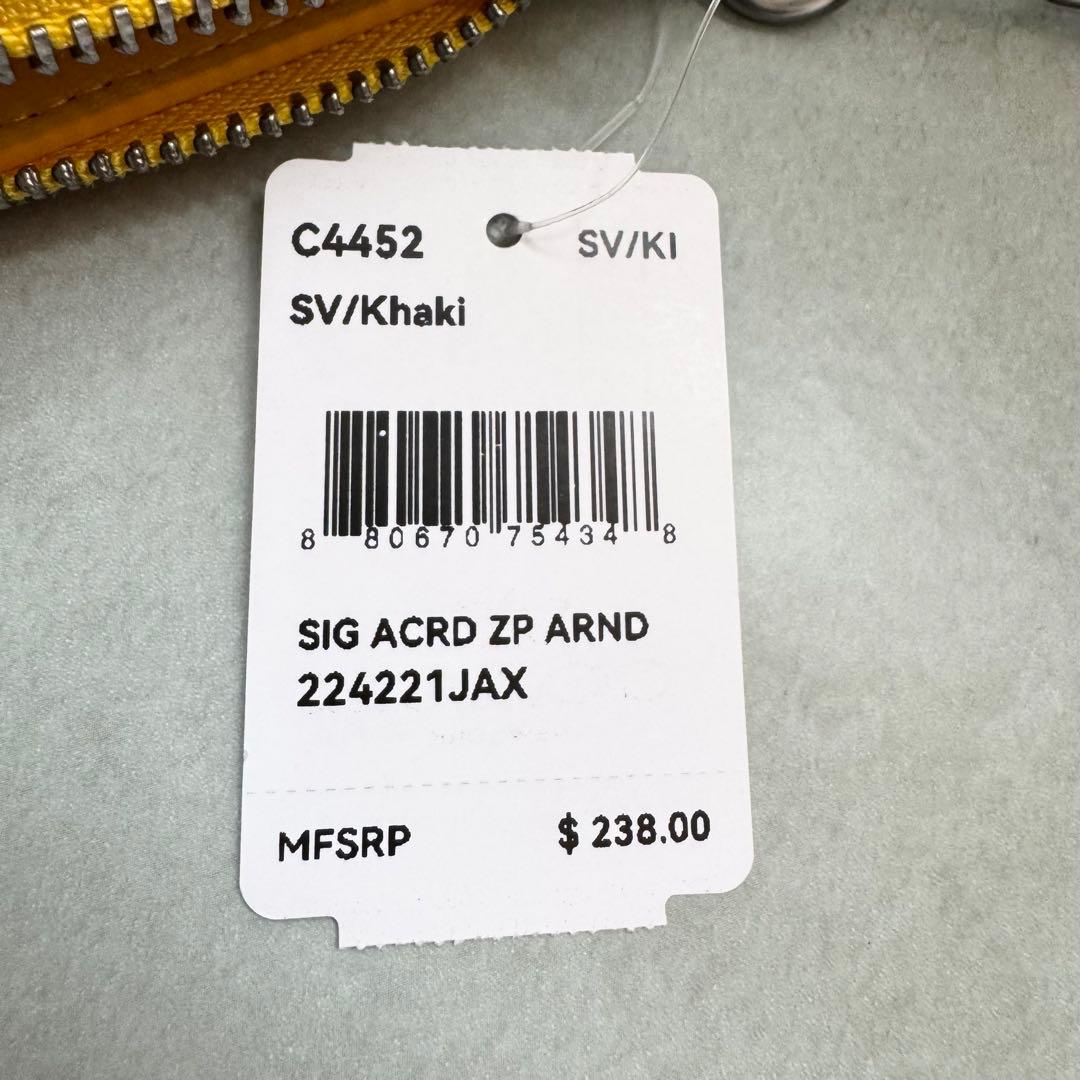 C4452 SV/KI
SV/Khaki
8 80670 75434 8
SIG ACRD ZP ARND
224221JAX
MFSRP $ 238.00